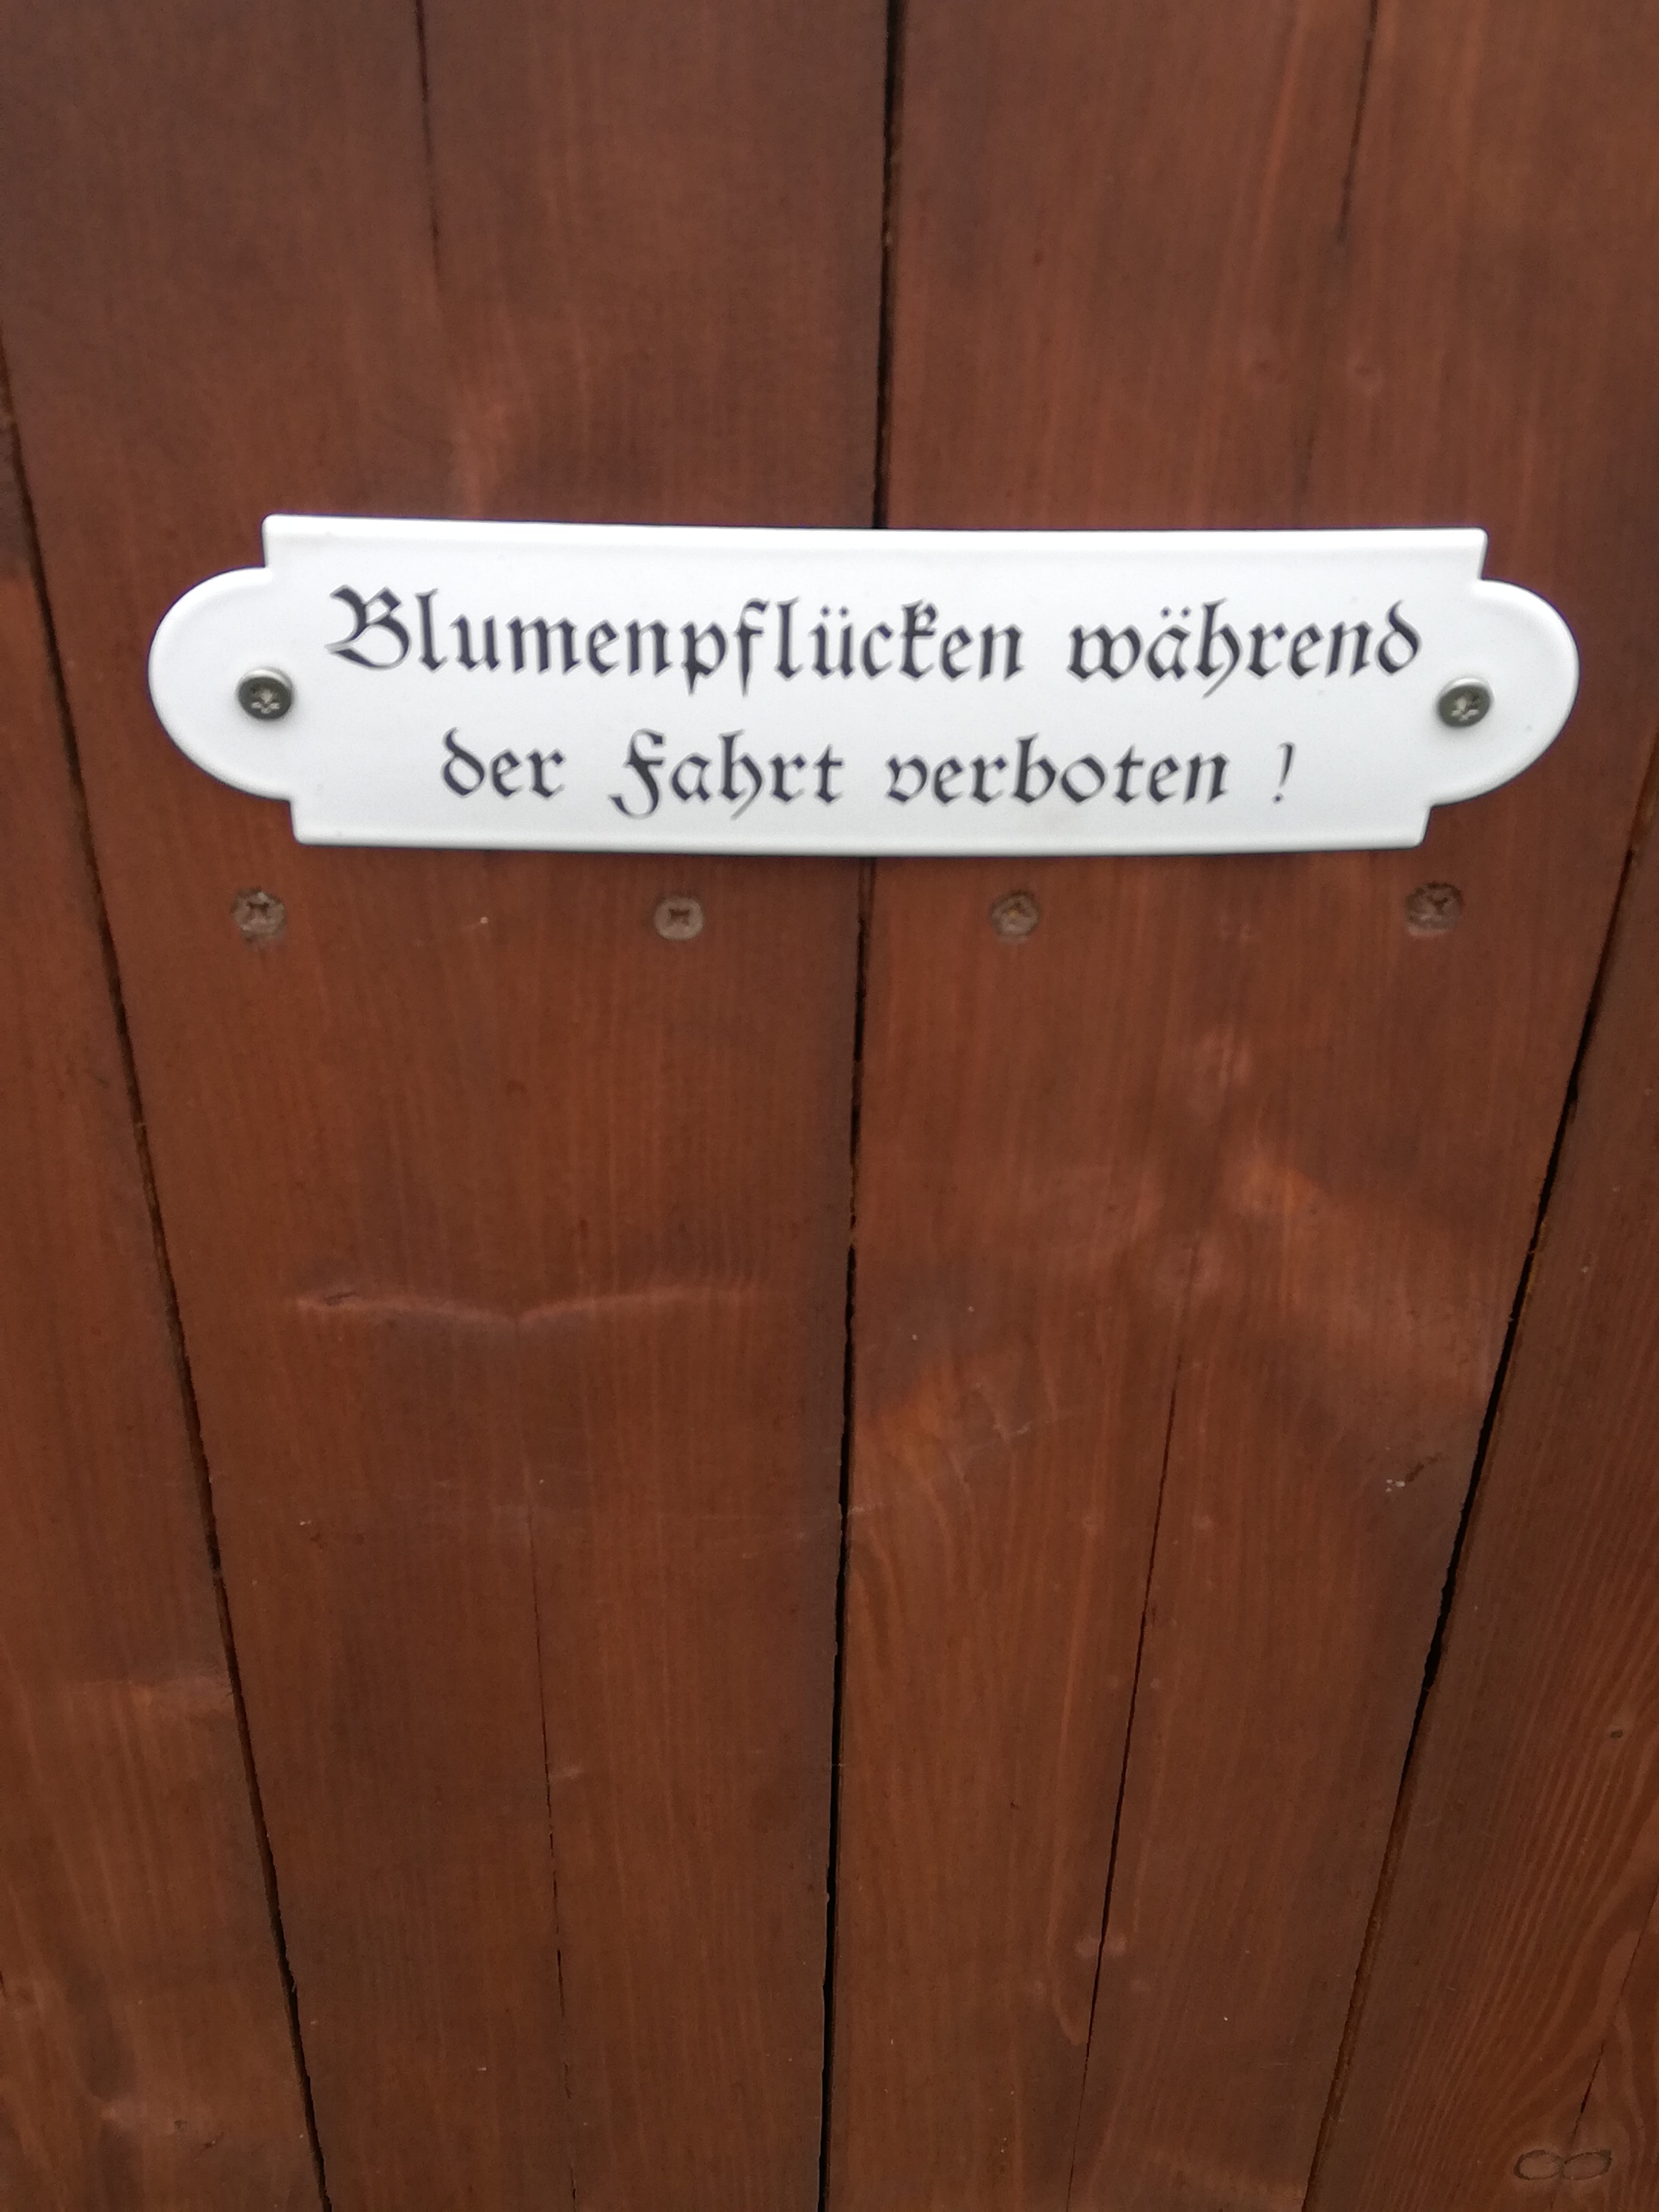 Blumenpflücken während
der Fahrt verboten !